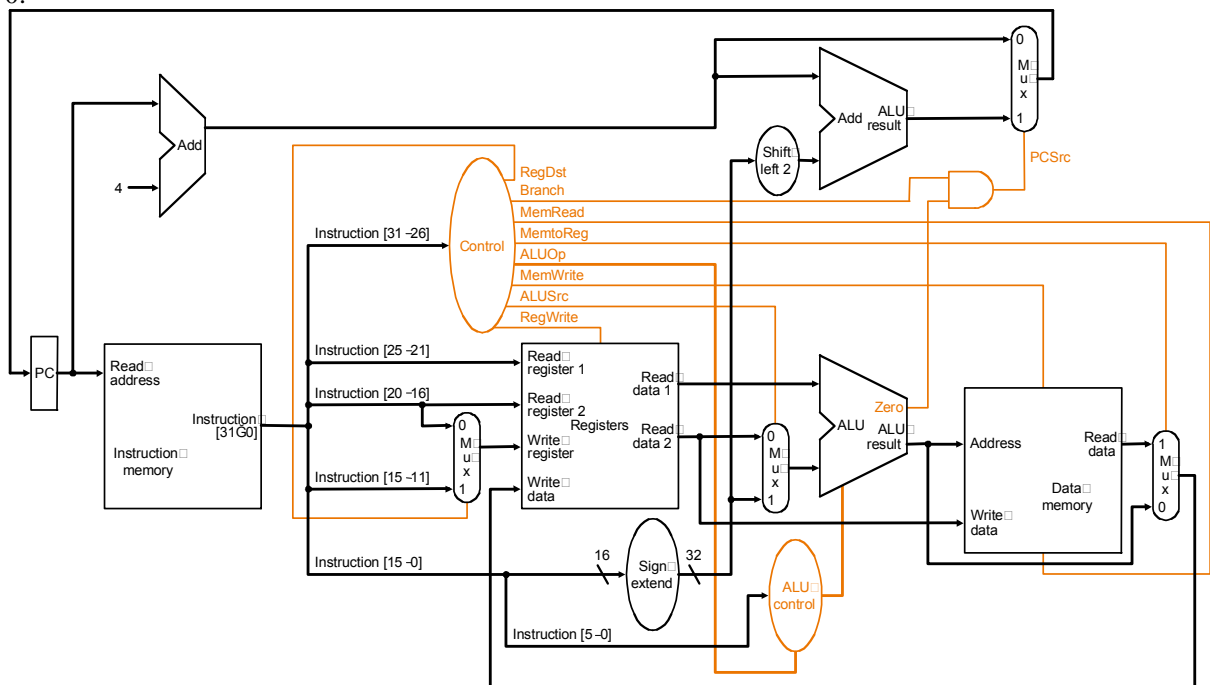 0
M
u
x
1
Add
ALU
result
Add
4
Shift
left 2
PCSrc
RegDst
Branch
MemRead
MemtoReg
ALUOp
MemWrite
ALUSrc
RegWrite
Control
Instruction [31–26]
Instruction [25–21]
Instruction [20–16]
Instruction [15–11]
Instruction [15–0]
Instruction [5–0]
PC
Read
address
Instruction
[31G0]
Instruction
memory
0
M
u
x
1
Read
register 1
Read
register 2
Write
register
Write
data
Registers
Read
data 1
Read
data 2
0
M
u
x
1
Zero
ALU
ALU
result
Address
Write
data
Read
data
Data
memory
1
M
u
x
0
16
Sign
extend
32
ALU
control